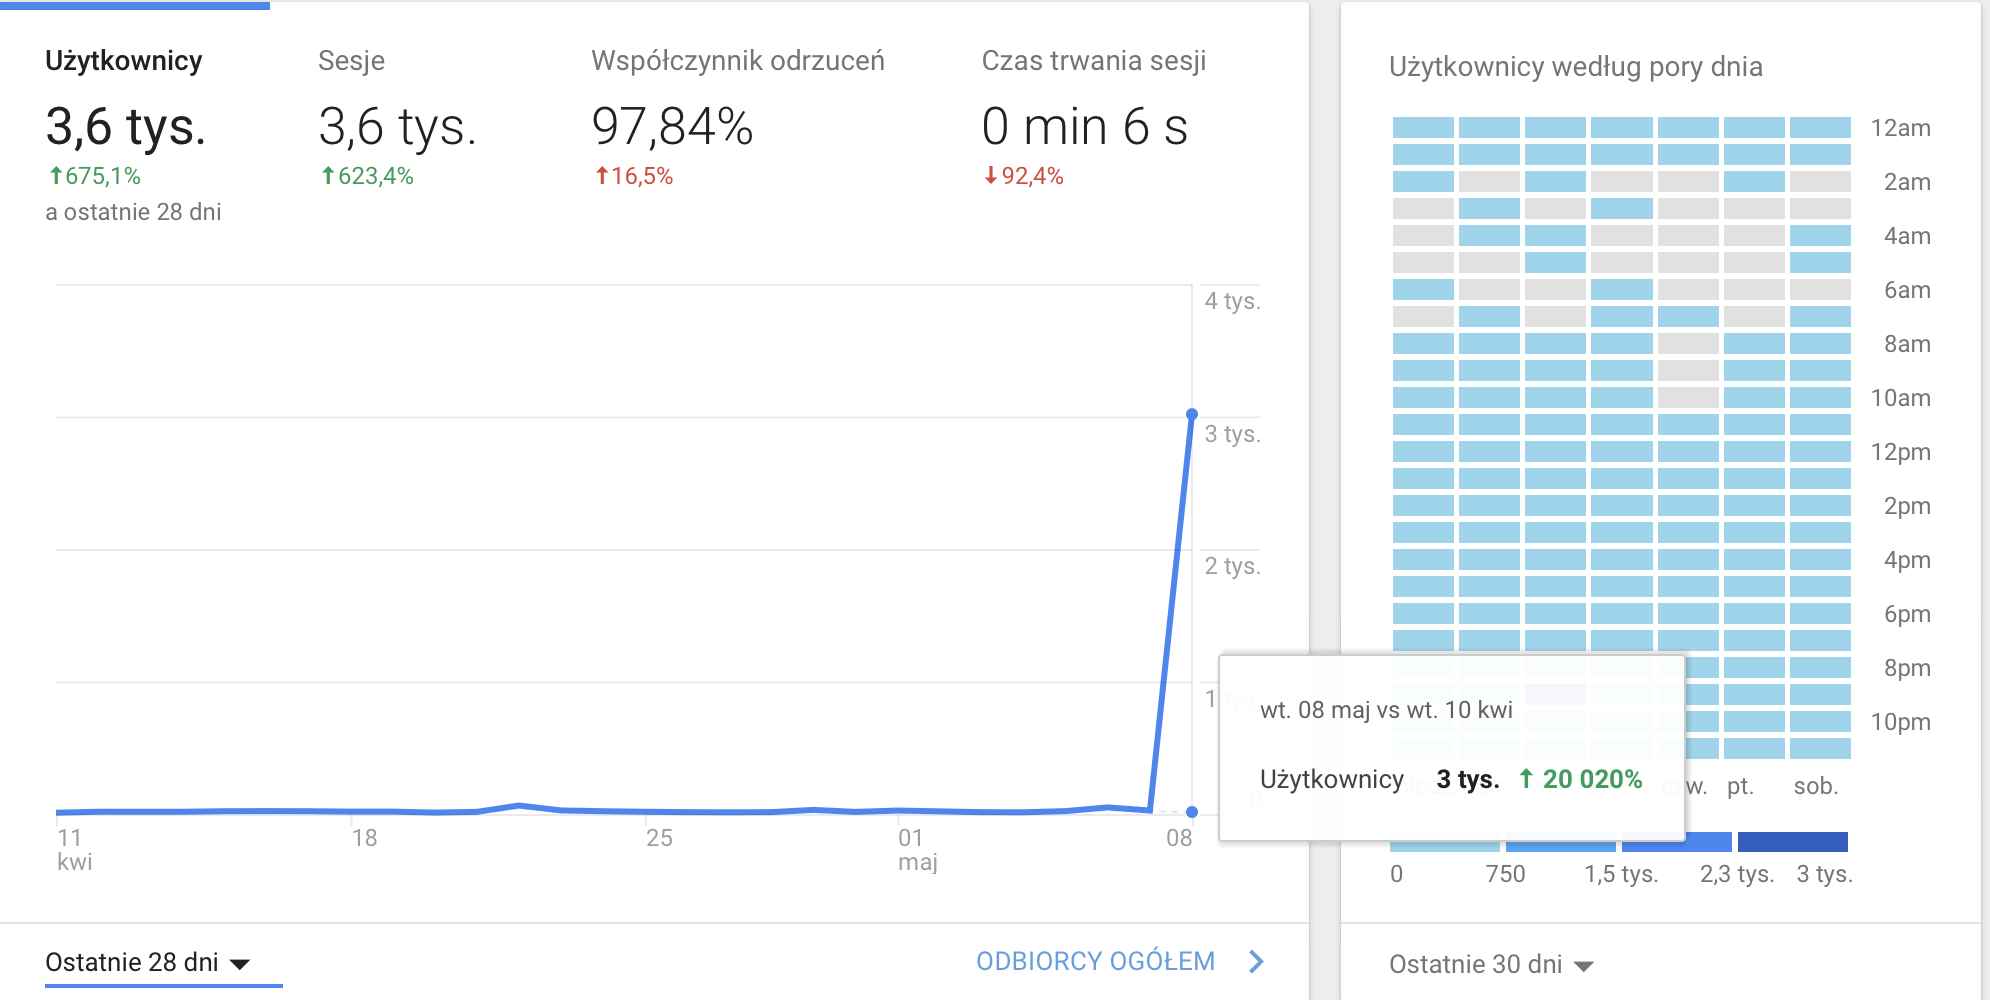 Użytkownicy
3,6 tys.
↑675,1%
a ostatnie 28 dni
Sesje
3,6 tys.
↑623,4%
Współczynnik odrzuceń
97,84%
↑16,5%
Czas trwania sesji
0 min 6 s
↓92,4%
4 tys.
3 tys.
2 tys.
1 tys.
0
11
kwi
18
25
01
maj
08
wt. 08 maj vs wt. 10 kwi
Użytkownicy 3 tys. ↑ 20 020%
Ostatnie 28 dni
ODBIORCY OGÓŁEM
Użytkownicy według pory dnia
12am
2am
4am
6am
8am
10am
12pm
2pm
4pm
6pm
8pm
10pm
czw. pt. sob.
0 750 1,5 tys. 2,3 tys. 3 tys.
Ostatnie 30 dni